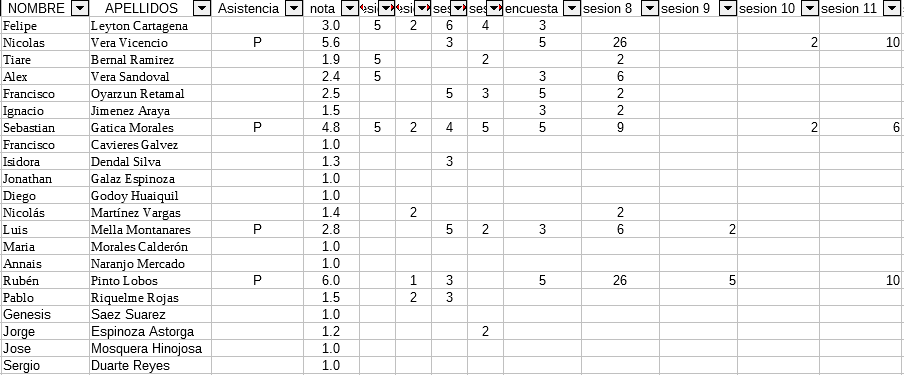 NOMBRE APELLIDOS Asistencia nota encuesta sesion 8 sesion 9 sesion 10 sesion 11
Felipe Leyton Cartagena 3.0 5 2 6 4 3
Nicolas Vera Vicencio P 5.6 3 5 26 2 10
Tiare Bernal Ramirez 1.9 5 2 2
Alex Vera Sandoval 2.4 5 3 6
Francisco Oyarzun Retamal 2.5 5 3 5 2
Ignacio Jimenez Araya 1.5 3 2
Sebastian Gatica Morales P 4.8 5 2 4 5 5 9 2 6
Francisco Cavieres Galvez 1.0
Isidora Dendal Silva 1.3 3
Jonathan Galaz Espinoza 1.0
Diego Godoy Huaiquil 1.0
Nicolás Martínez Vargas 1.4 2 2
Luis Mella Montanares P 2.8 5 2 3 6 2
Maria Morales Calderón 1.0
Annais Naranjo Mercado 1.0
Rubén Pinto Lobos P 6.0 1 3 5 26 5 10
Pablo Riquelme Rojas 1.5 2 3
Genesis Saez Suarez 1.0
Jorge Espinoza Astorga 1.2 2
Jose Mosquera Hinojosa 1.0
Sergio Duarte Reyes 1.0